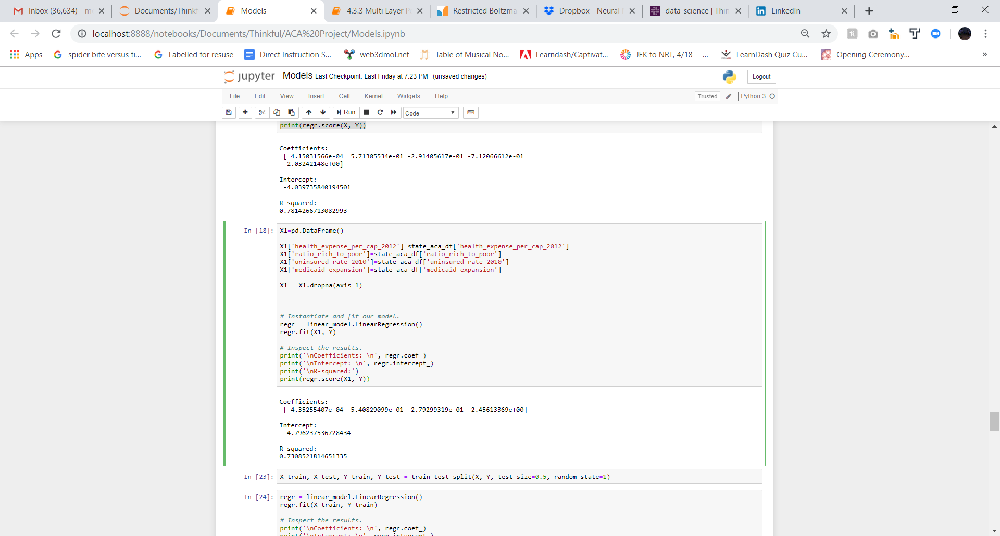 Inbox (36,634) - m
Documents/Thinkf
Models
4.3.3 Multi Layer P
Restricted Boltzma
Dropbox - Neural
data-science | Thin
LinkedIn
localhost:8888/notebooks/Documents/Thinkful/ACA%20Project/Models.ipynb
Apps
spider bite versus ti...
Labelled for reuse
Direct Instruction S...
web3dmol.net
Table of Musical No...
Learndash/Captivat...
JFK to NRT, 4/18 —...
LearnDash Quiz Cu...
Opening Ceremony...
»
jupyter Models Last Checkpoint: Last Friday at 7:23 PM (unsaved changes)
Logout
File Edit View Insert Cell Kernel Widgets Help
Trusted
Python 3
Run
Code
print(regr.score(X, Y))
Coefficients:
[ 4.15031566e-04 5.71305534e-01 -2.91405617e-01 -7.12066612e-01
-2.03242148e+00]
Intercept:
-4.039735840194501
R-squared:
0.7814266713082993
In [18]: X1=pd.DataFrame()
X1['health_expense_per_cap_2012']=state_aca_df['health_expense_per_cap_2012']
X1['ratio_rich_to_poor']=state_aca_df['ratio_rich_to_poor']
X1['uninsured_rate_2010']=state_aca_df['uninsured_rate_2010']
X1['medicaid_expansion']=state_aca_df['medicaid_expansion']
X1 = X1.dropna(axis=1)
# Instantiate and fit our model.
regr = linear_model.LinearRegression()
regr.fit(X1, Y)
# Inspect the results.
print('\nCoefficients: \n', regr.coef_)
print('\nIntercept: \n', regr.intercept_)
print('\nR-squared:')
print(regr.score(X1, Y))
Coefficients:
[ 4.35255407e-04 5.40829099e-01 -2.79299319e-01 -2.45613369e+00]
Intercept:
-4.796237536728434
R-squared:
0.7308521814651335
In [23]: X_train, X_test, Y_train, Y_test = train_test_split(X, Y, test_size=0.5, random_state=1)
In [24]: regr = linear_model.LinearRegression()
regr.fit(X_train, Y_train)
# Inspect the results.
print('\nCoefficients: \n', regr.coef_)
print('\nIntercept: \n', regr.intercept_)